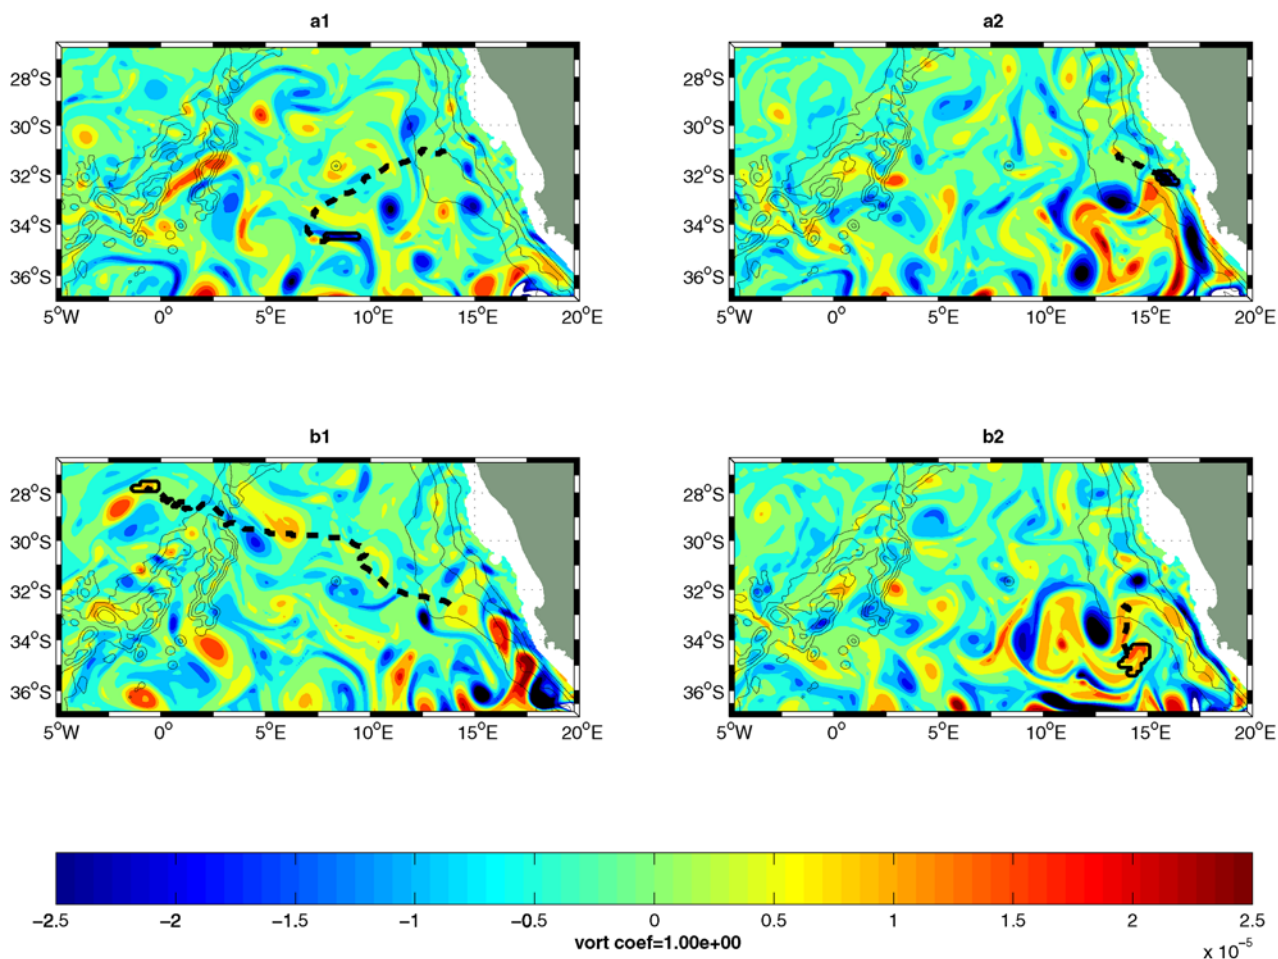 a1 a2
28°S 28°S
30°S 30°S
32°S 32°S
34°S 34°S
36°S 36°S
5°W 0° 5°E 10°E 15°E 20°E 5°W 0° 5°E 10°E 15°E 20°E
b1 b2
28°S 28°S
30°S 30°S
32°S 32°S
34°S 34°S
36°S 36°S
5°W 0° 5°E 10°E 15°E 20°E 5°W 0° 5°E 10°E 15°E 20°E
−2.5 −2 −1.5 −1 −0.5 0 0.5 1 1.5 2 2.5
vort coef=1.00e+00
x 10⁻⁵